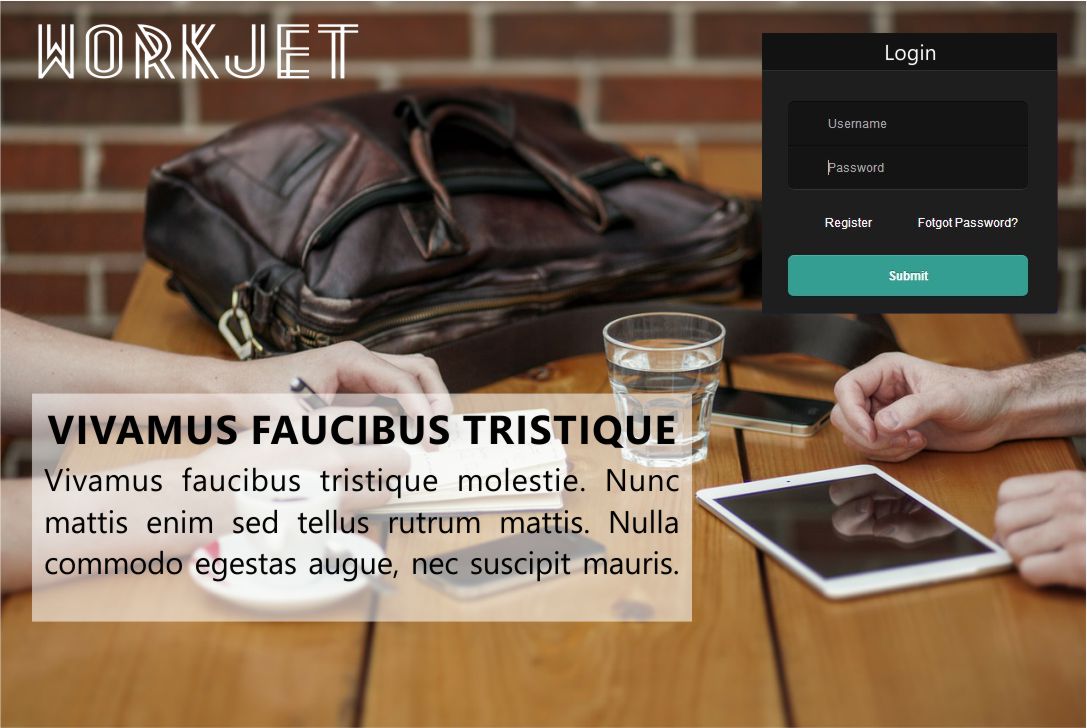 WORKJET
Login
Username
Password
Register Fotgot Password?
Submit
VIVAMUS FAUCIBUS TRISTIQUE
Vivamus faucibus tristique molestie. Nunc
mattis enim sed tellus rutrum mattis. Nulla
commodo egestas augue, nec suscipit mauris.